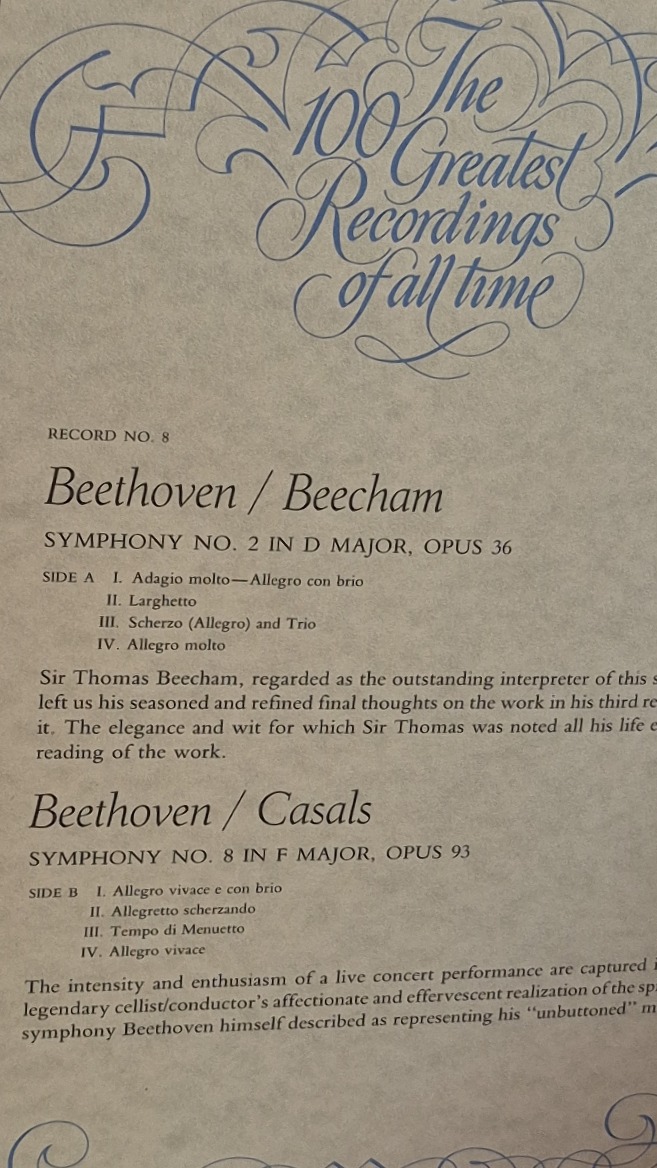 The
100
Greatest
Recordings
of all time
RECORD NO. 8
Beethoven / Beecham
SYMPHONY NO. 2 IN D MAJOR, OPUS 36
SIDE A I. Adagio molto—Allegro con brio
II. Larghetto
III. Scherzo (Allegro) and Trio
IV. Allegro molto
Sir Thomas Beecham, regarded as the outstanding interpreter of this
left us his seasoned and refined final thoughts on the work in his third
it. The elegance and wit for which Sir Thomas was noted all his life
reading of the work.
Beethoven / Casals
SYMPHONY NO. 8 IN F MAJOR, OPUS 93
SIDE B I. Allegro vivace e con brio
II. Allegretto scherzando
III. Tempo di Menuetto
IV. Allegro vivace
The intensity and enthusiasm of a live concert performance are captured
legendary cellist/conductor's affectionate and effervescent realization of the
symphony Beethoven himself described as representing his "unbuttoned"